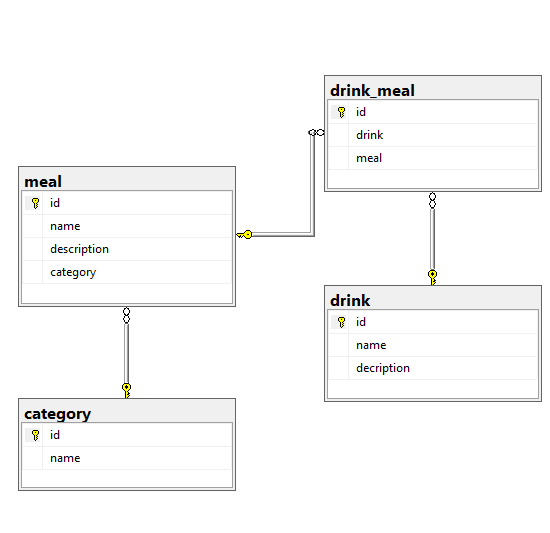 drink_meal
id
drink
meal
meal
id
name
description
category
drink
id
name
decription
category
id
name